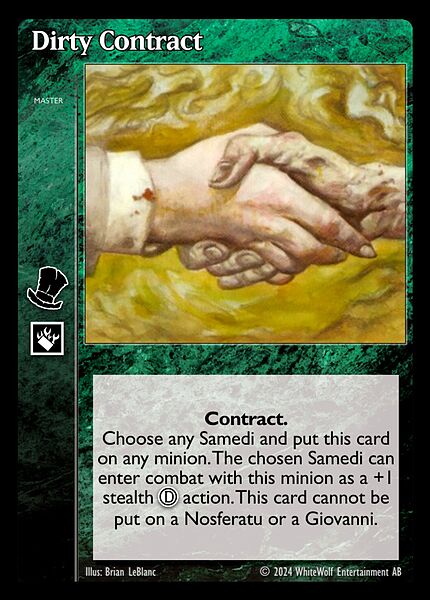 Dirty Contract
MASTER
Contract.
Choose any Samedi and put this card
on any minion. The chosen Samedi can
enter combat with this minion as a +1
stealth Ⓓ action. This card cannot be
put on a Nosferatu or a Giovanni.
Illus: Brian LeBlanc
© 2024 WhiteWolf Entertainment AB